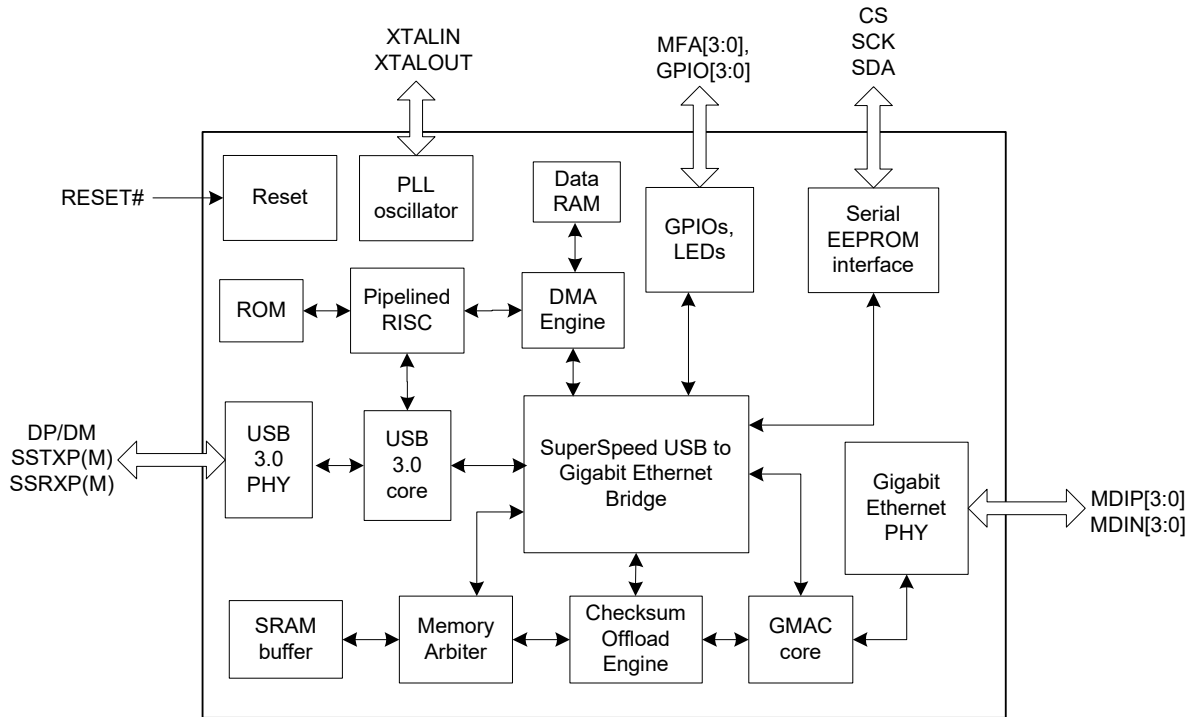 XTALIN
XTALOUT
MFA[3:0],
GPIO[3:0]
CS
SCK
SDA
RESET#
Reset
PLL
oscillator
Data
RAM
GPIOs,
LEDs
Serial
EEPROM
interface
ROM
Pipelined
RISC
DMA
Engine
DP/DM
SSTXP(M)
SSRXP(M)
USB
3.0
PHY
USB
3.0
core
SuperSpeed USB to
Gigabit Ethernet
Bridge
Gigabit
Ethernet
PHY
MDIP[3:0]
MDIN[3:0]
SRAM
buffer
Memory
Arbiter
Checksum
Offload
Engine
GMAC
core